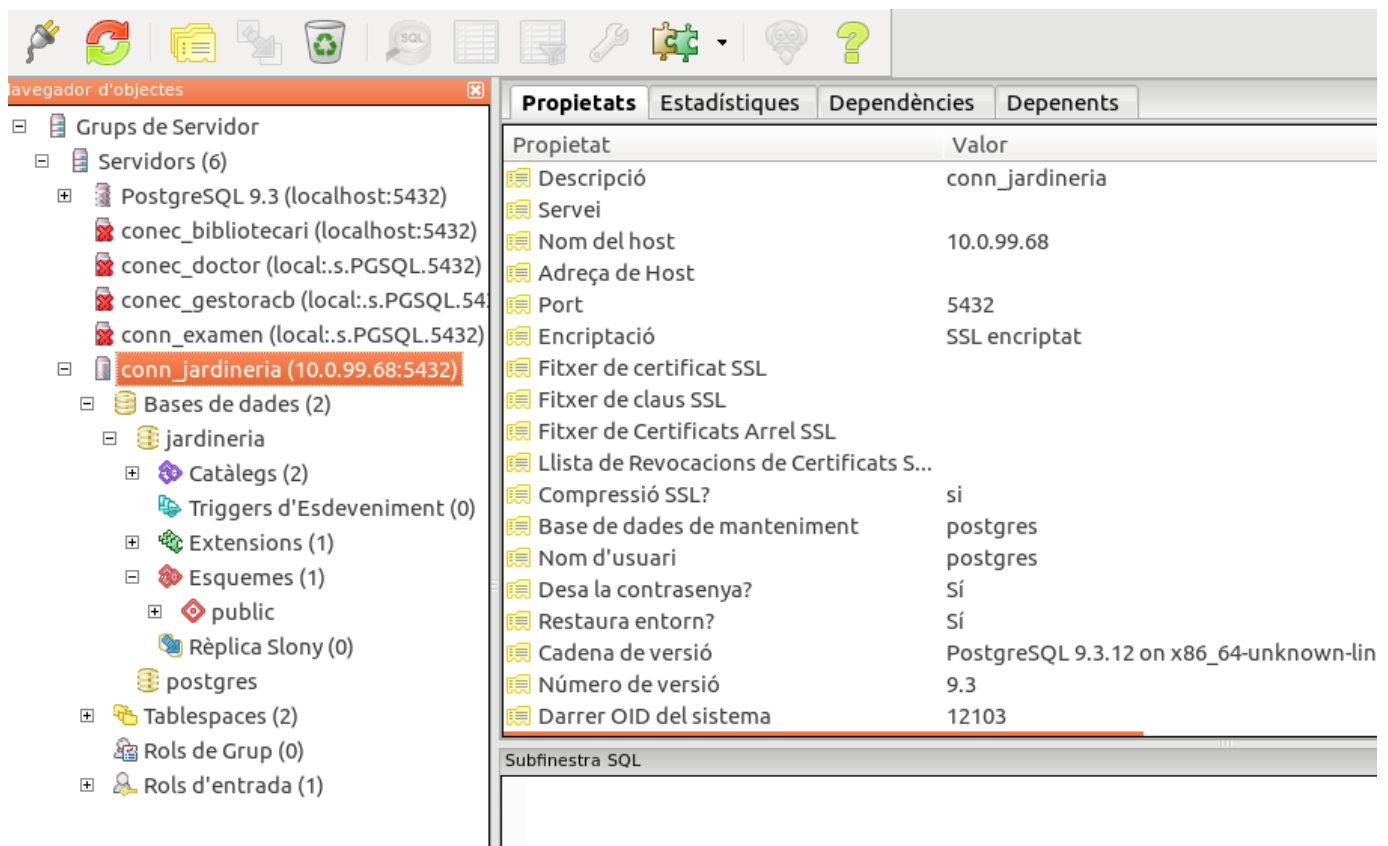 SQL
avegador d'objectes
Grups de Servidor
Servidors (6)
PostgreSQL 9.3 (localhost:5432)
conec_bibliotecari (localhost:5432)
conec_doctor (local:.s.PGSQL.5432)
conec_gestoracb (local:.s.PGSQL.543
conn_examen (local:.s.PGSQL.5432)
conn_jardineria (10.0.99.68:5432)
Bases de dades (2)
jardineria
Catàlegs (2)
Triggers d'Esdeveniment (0)
Extensions (1)
Esquemes (1)
public
Rèplica Slony (0)
postgres
Tablespaces (2)
Rols de Grup (0)
Rols d'entrada (1)
Propietats Estadístiques Dependències Depenents
Propietat Valor
Descripció conn_jardineria
Servei
Nom del host 10.0.99.68
Adreça de Host
Port 5432
Encriptació SSL encriptat
Fitxer de certificat SSL
Fitxer de claus SSL
Fitxer de Certificats Arrel SSL
Llista de Revocacions de Certificats S...
Compressió SSL? si
Base de dades de manteniment postgres
Nom d'usuari postgres
Desa la contrasenya? Sí
Restaura entorn? Sí
Cadena de versió PostgreSQL 9.3.12 on x86_64-unknown-lin
Número de versió 9.3
Darrer OID del sistema 12103
Subfinestra SQL